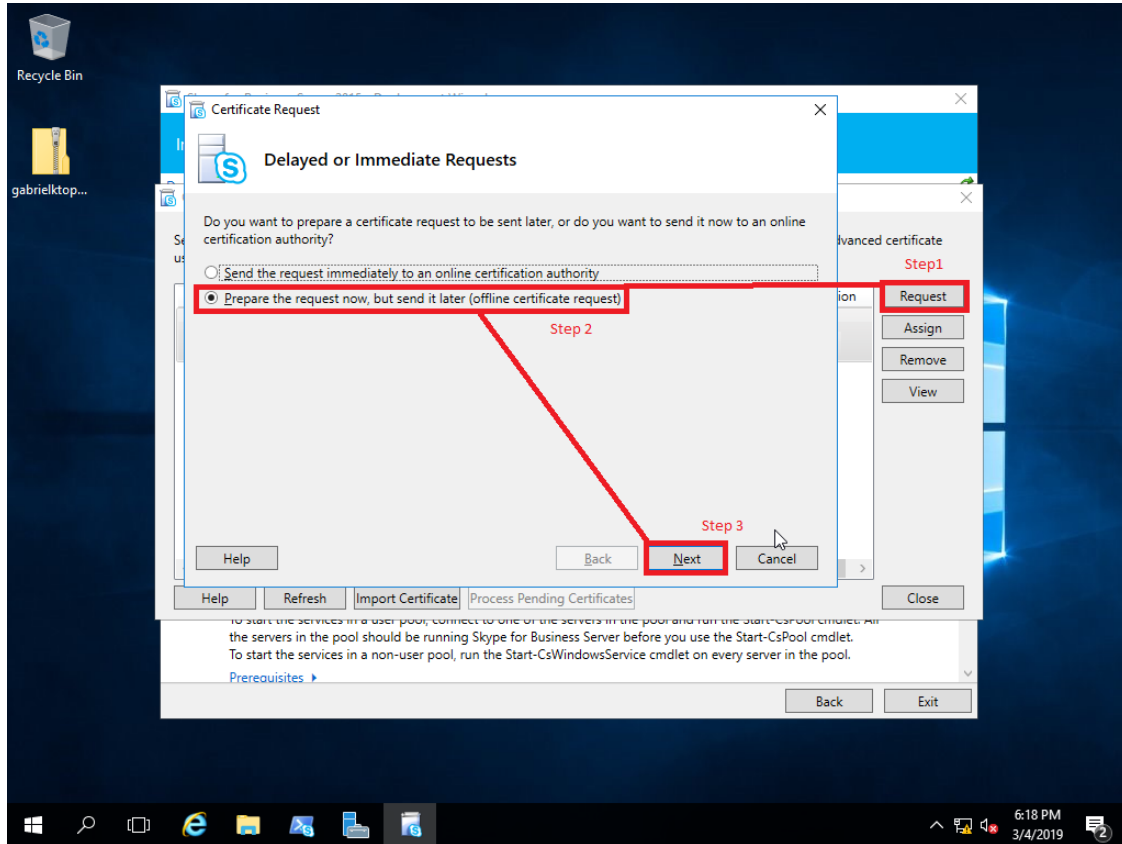 Recycle Bin
gabrielktop...
Certificate Request
Delayed or Immediate Requests
Do you want to prepare a certificate request to be sent later, or do you want to send it now to an online
certification authority?
Send the request immediately to an online certification authority
Prepare the request now, but send it later (offline certificate request)
Step 2
Step 3
Help
Back
Next
Cancel
certificate
Step1
Request
Assign
Remove
View
Help
Refresh
Import Certificate
Process Pending Certificates
Close
the servers in the pool should be running Skype for Business Server before you use the Start-CsPool cmdlet.
To start the services in a non-user pool, run the Start-CsWindowsService cmdlet on every server in the pool.
Prerequisites
Back
Exit
6:18 PM
3/4/2019
2